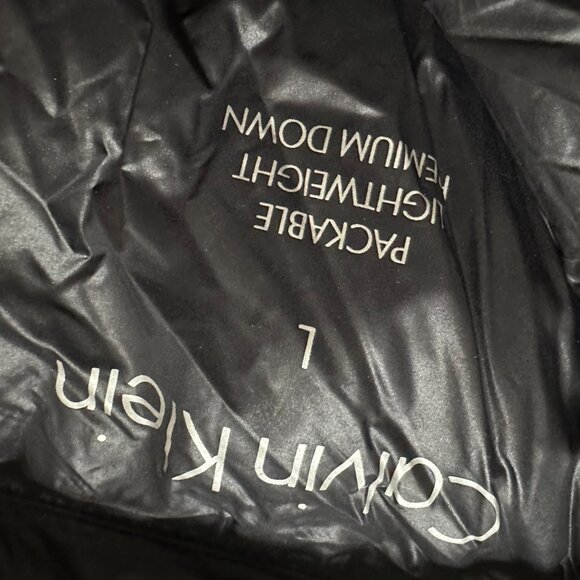 Calvin Klein
L
PACKABLE
LIGHTWEIGHT
PREMIUM DOWN